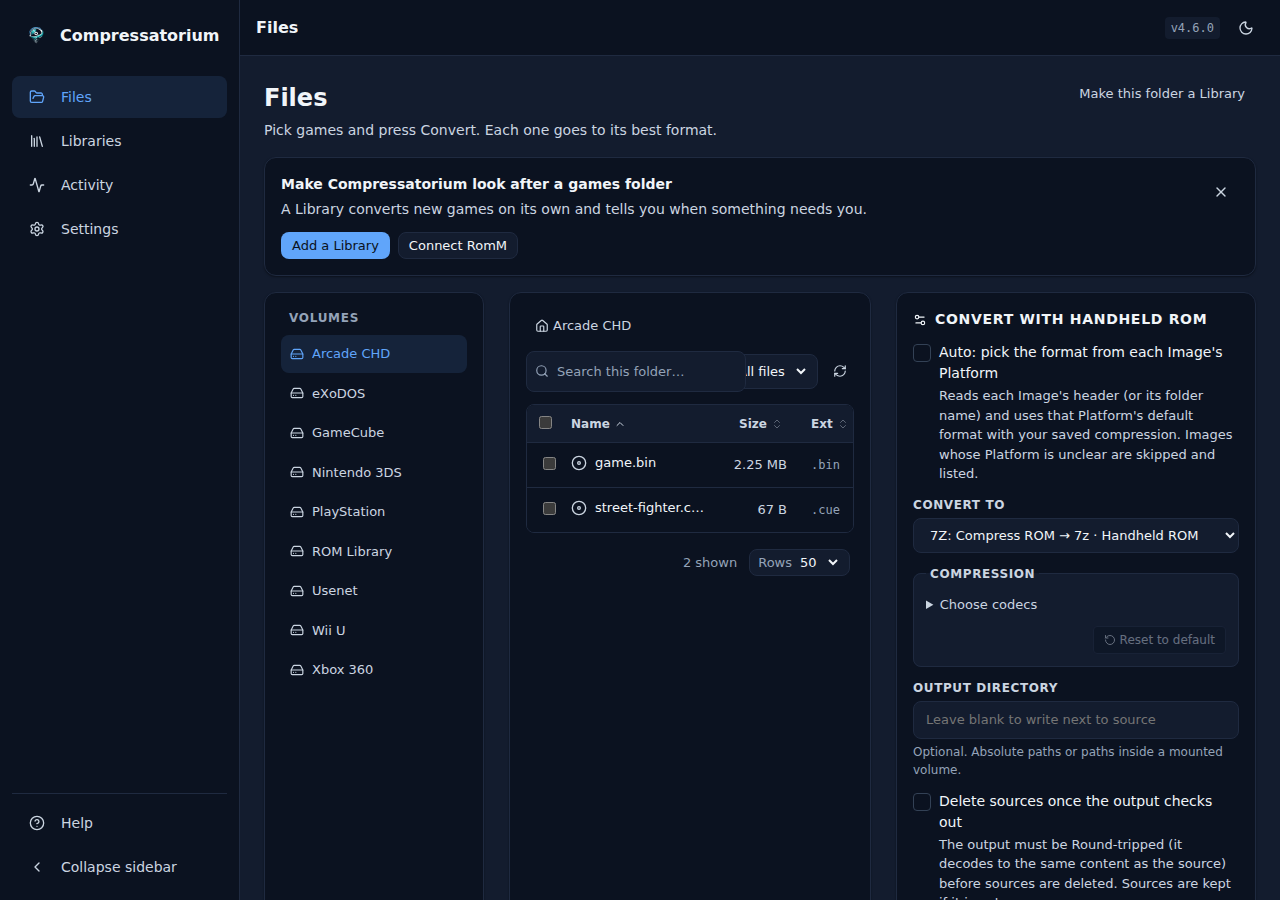 Compressatorium
Files
Libraries
Activity
Settings
Help
Collapse sidebar
Files
v4.6.0
Files
Make this folder a Library
Pick games and press Convert. Each one goes to its best format.
Make Compressatorium look after a games folder
A Library converts new games on its own and tells you when something needs you.
Add a Library
Connect RomM
VOLUMES
Arcade CHD
eXoDOS
GameCube
Nintendo 3DS
PlayStation
ROM Library
Usenet
Wii U
Xbox 360
Arcade CHD
Search this folder…
ll files
Name
Size
Ext
game.bin
2.25 MB
.bin
street-fighter.c…
67 B
.cue
2 shown
Rows 50
CONVERT WITH HANDHELD ROM
Auto: pick the format from each Image's
Platform
Reads each Image's header (or its folder
name) and uses that Platform's default
format with your saved compression. Images
whose Platform is unclear are skipped and
listed.
CONVERT TO
7Z: Compress ROM → 7z · Handheld ROM
COMPRESSION
Choose codecs
Reset to default
OUTPUT DIRECTORY
Leave blank to write next to source
Optional. Absolute paths or paths inside a mounted
volume.
Delete sources once the output checks
out
The output must be Round-tripped (it
decodes to the same content as the source)
before sources are deleted. Sources are kept